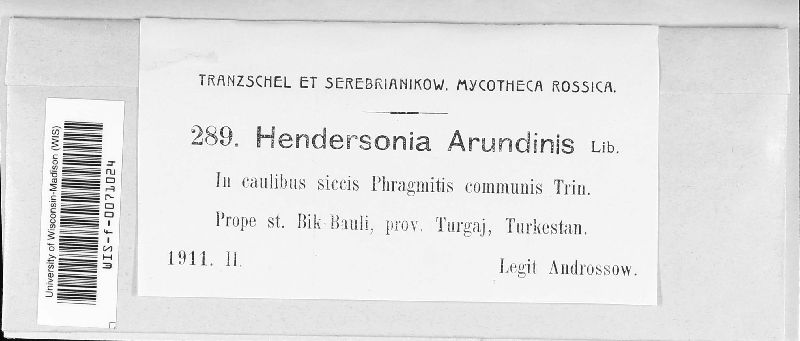 TRANZSCHEL ET SEREBRIANIKOW. MYCOTHECA ROSSICA.
289. Hendersonia Arundinis Lib.
In caulibus siccis Phragmitis communis Trin.
Prope st. Bik-Bauli, prov. Turgaj, Turkestan.
1911. II.
Legit Androssow.
University of Wisconsin-Madison (WIS)
WIS-f-0071024